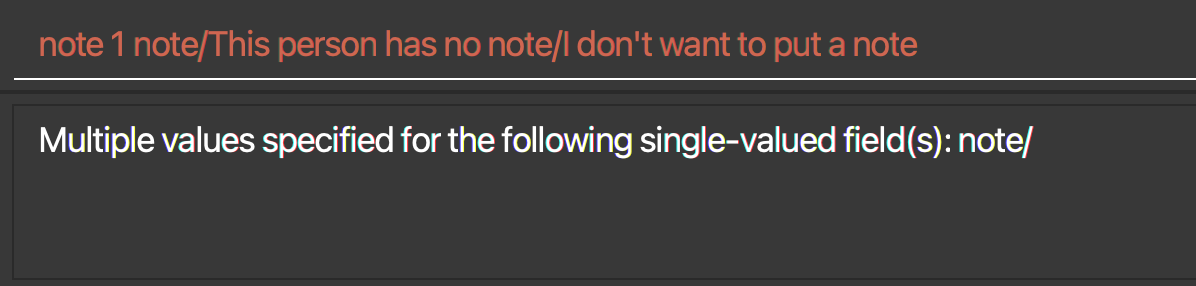 note 1 note/This person has no note/I don't want to put a note
Multiple values specified for the following single-valued field(s): note/